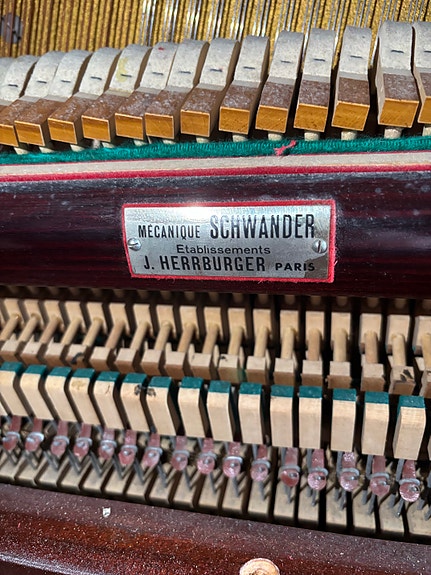 MÉCANIQUE SCHWANDER
Etablissements
J. HERRBURGER PARIS